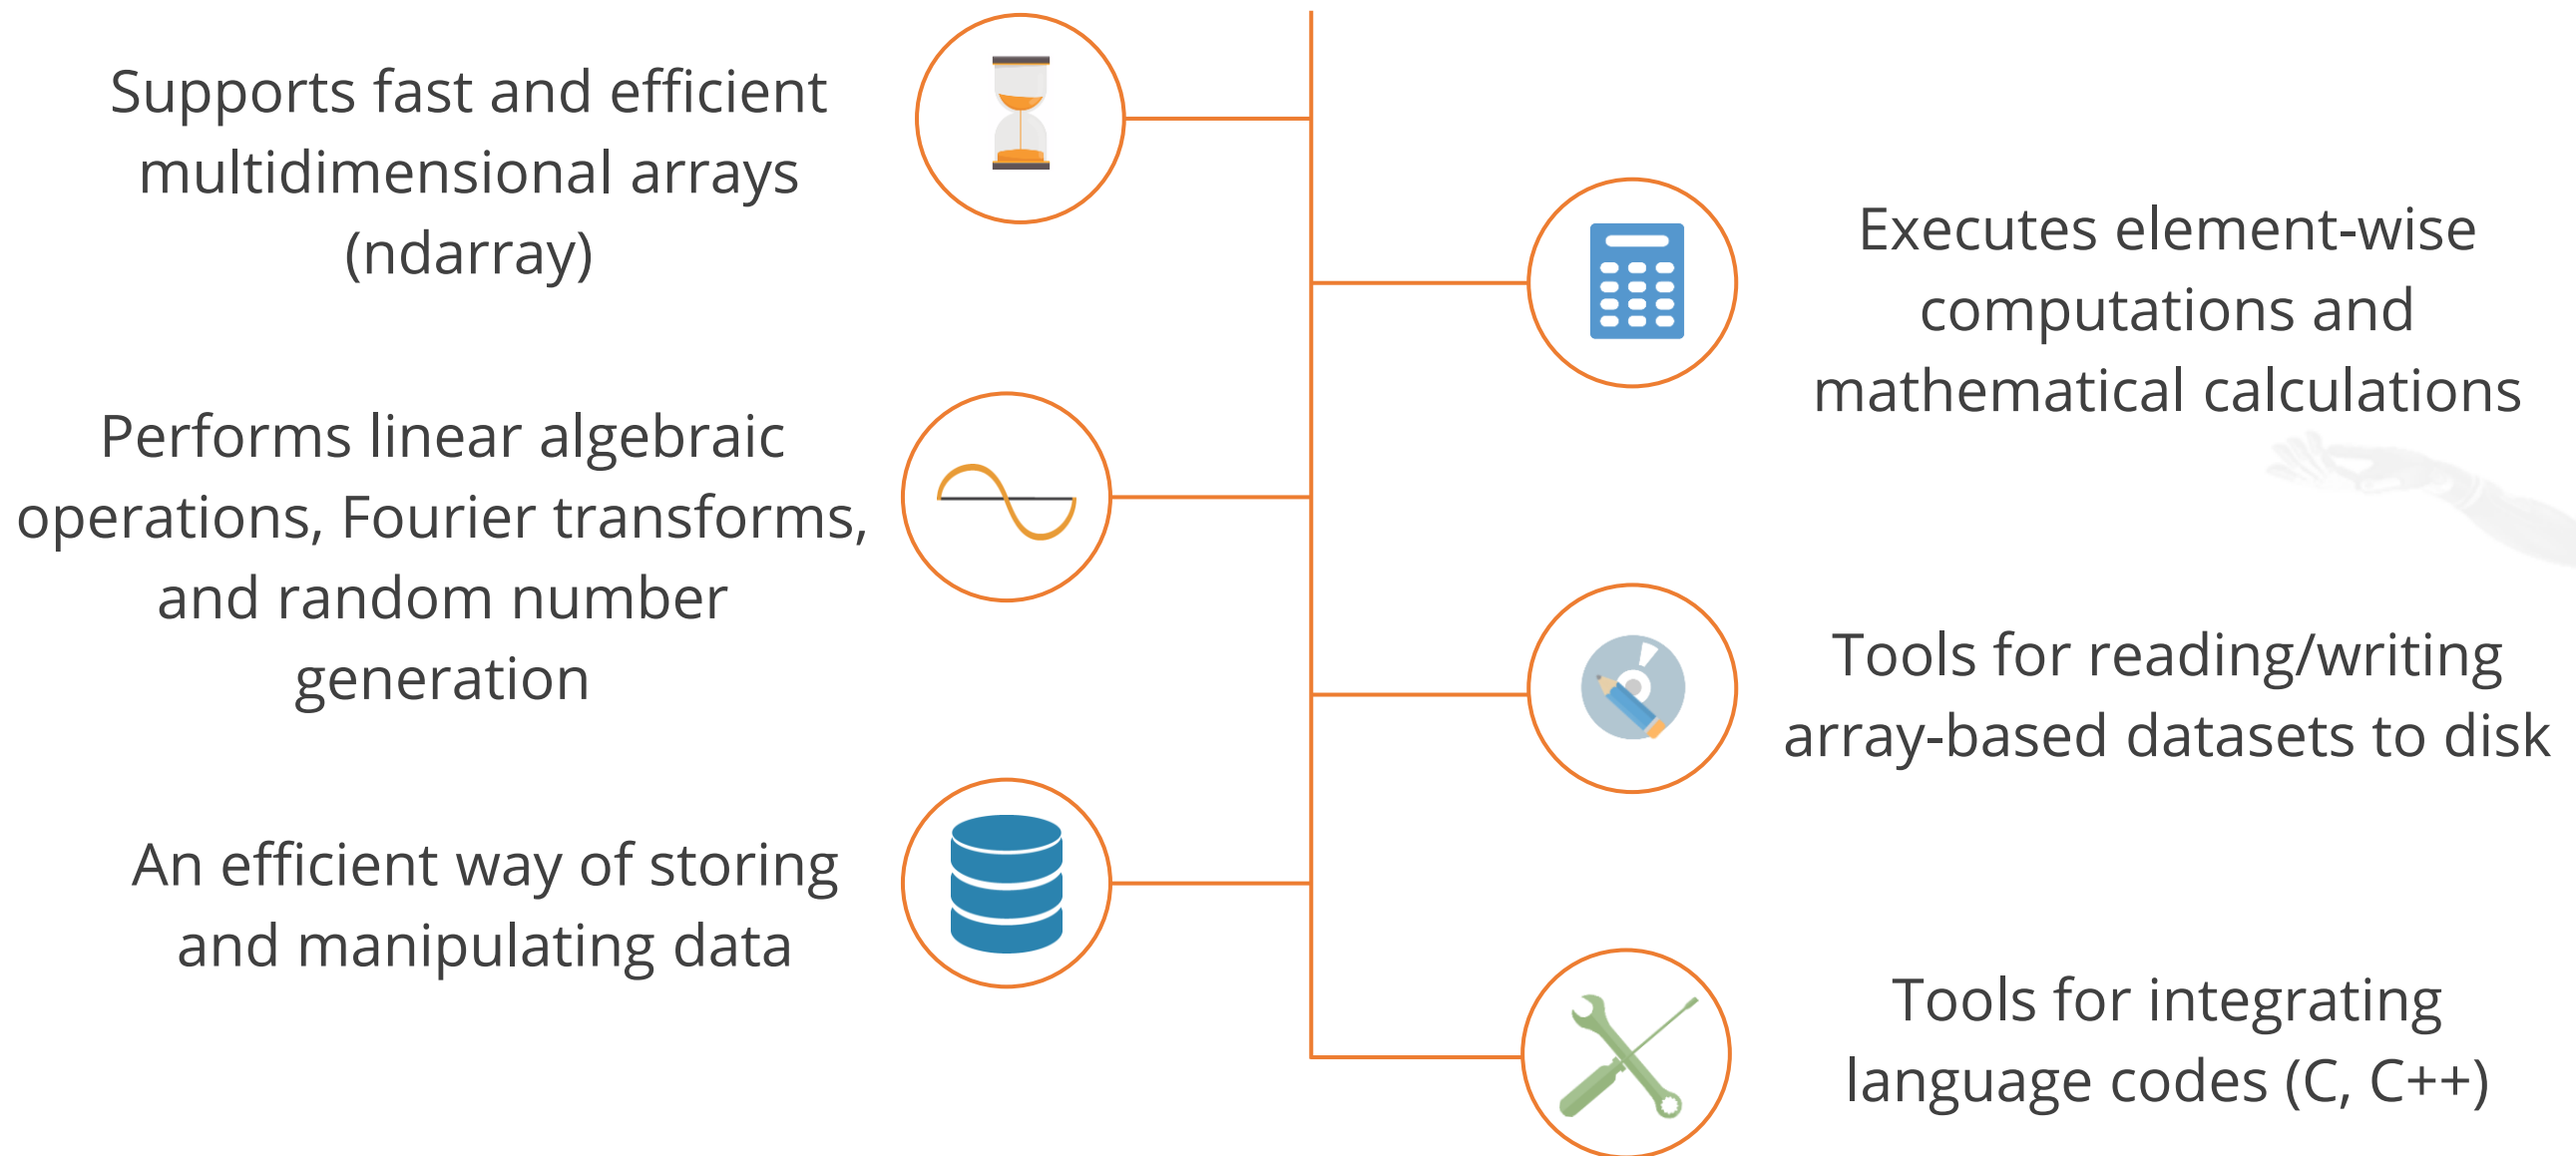 Supports fast and efficient
multidimensional arrays
(ndarray)
Executes element-wise
computations and
mathematical calculations
Performs linear algebraic
operations, Fourier transforms,
and random number
generation
Tools for reading/writing
array-based datasets to disk
An efficient way of storing
and manipulating data
Tools for integrating
language codes (C, C++)